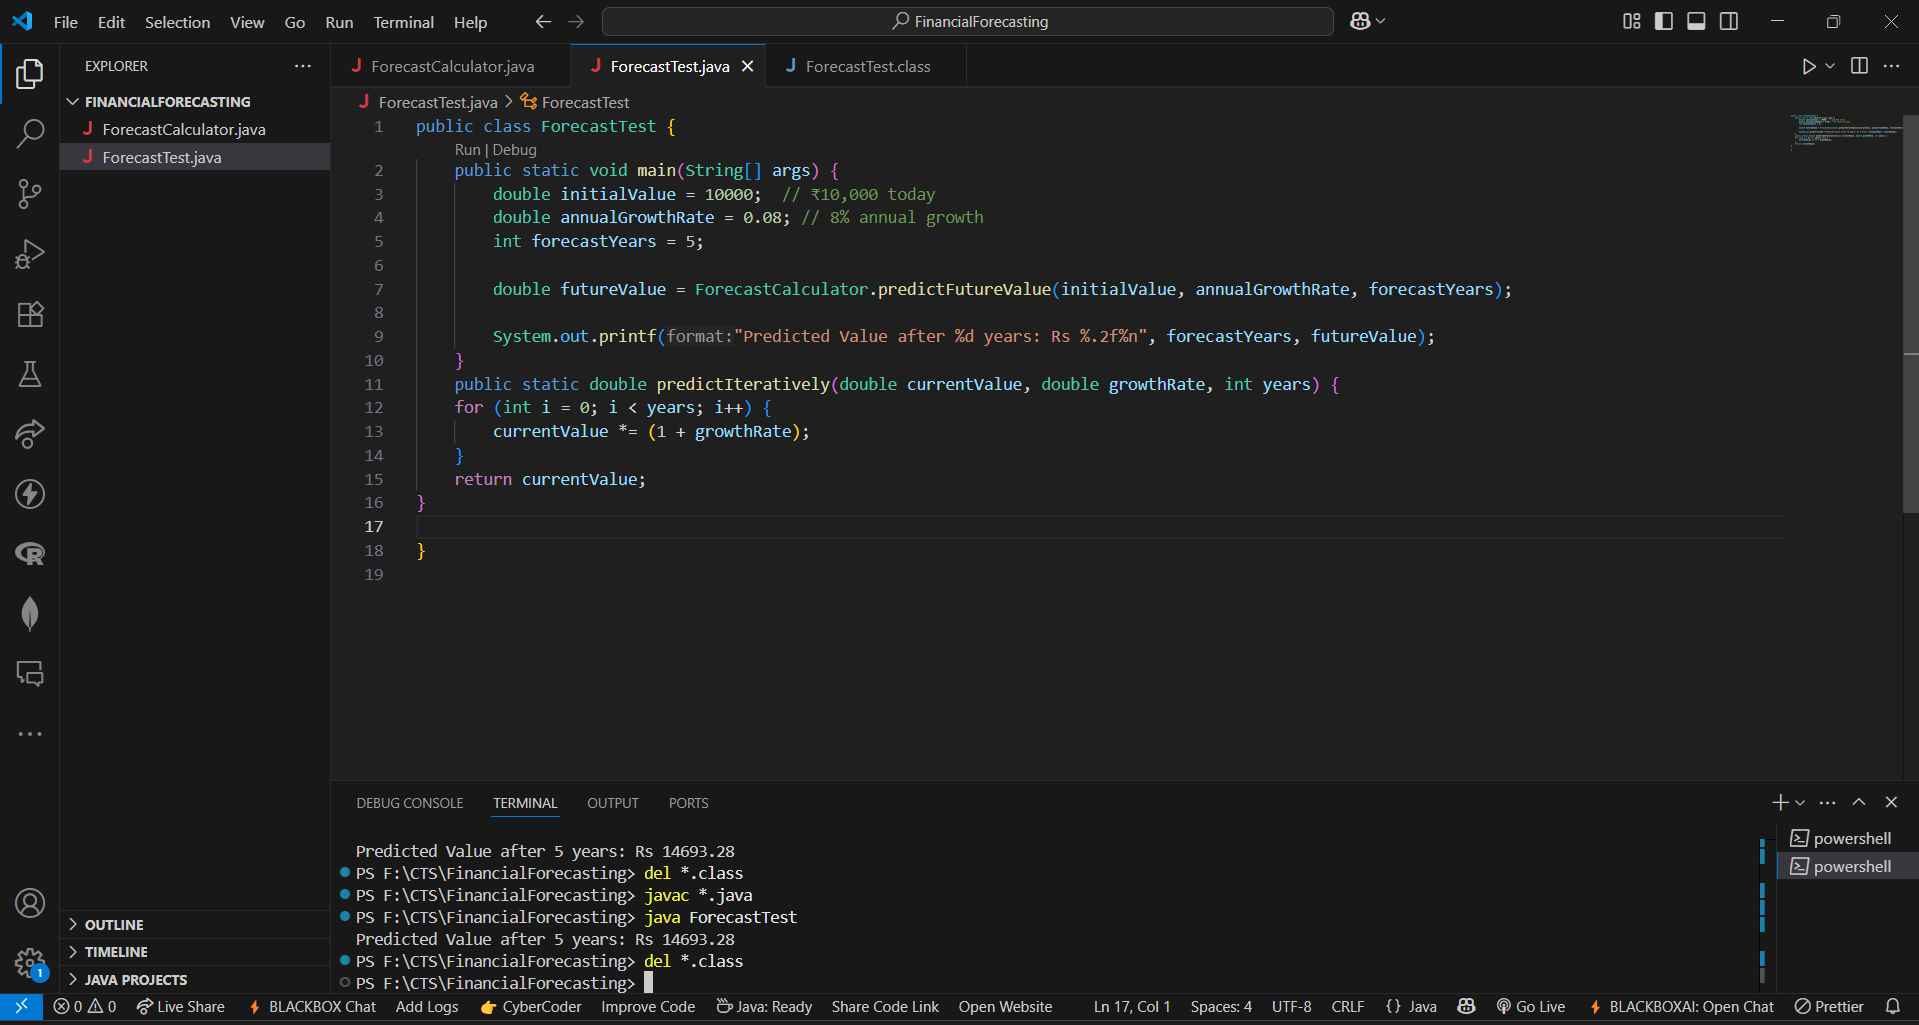 File Edit Selection View Go Run Terminal Help
FinancialForecasting
EXPLORER
FINANCIALFORECASTING
J ForecastCalculator.java
J ForecastTest.java
OUTLINE
TIMELINE
JAVA PROJECTS
J ForecastCalculator.java J ForecastTest.java J ForecastTest.class
J ForecastTest.java > ForecastTest
1 public class ForecastTest {
Run | Debug
2 public static void main(String[] args) {
3 double initialValue = 10000;  // ₹10,000 today
4 double annualGrowthRate = 0.08; // 8% annual growth
5 int forecastYears = 5;
6
7 double futureValue = ForecastCalculator.predictFutureValue(initialValue, annualGrowthRate, forecastYears);
8
9 System.out.printf(format:"Predicted Value after %d years: Rs %.2f%n", forecastYears, futureValue);
10 }
11 public static double predictIteratively(double currentValue, double growthRate, int years) {
12 for (int i = 0; i < years; i++) {
13 currentValue *= (1 + growthRate);
14 }
15 return currentValue;
16 }
17
18 }
19
DEBUG CONSOLE TERMINAL OUTPUT PORTS
Predicted Value after 5 years: Rs 14693.28
PS F:\CTS\FinancialForecasting> del *.class
PS F:\CTS\FinancialForecasting> javac *.java
PS F:\CTS\FinancialForecasting> java ForecastTest
Predicted Value after 5 years: Rs 14693.28
PS F:\CTS\FinancialForecasting> del *.class
PS F:\CTS\FinancialForecasting>
powershell
powershell
1
0 0 Live Share BLACKBOX Chat Add Logs CyberCoder Improve Code Java: Ready Share Code Link Open Website Ln 17, Col 1 Spaces: 4 UTF-8 CRLF {} Java Go Live BLACKBOXAI: Open Chat Prettier